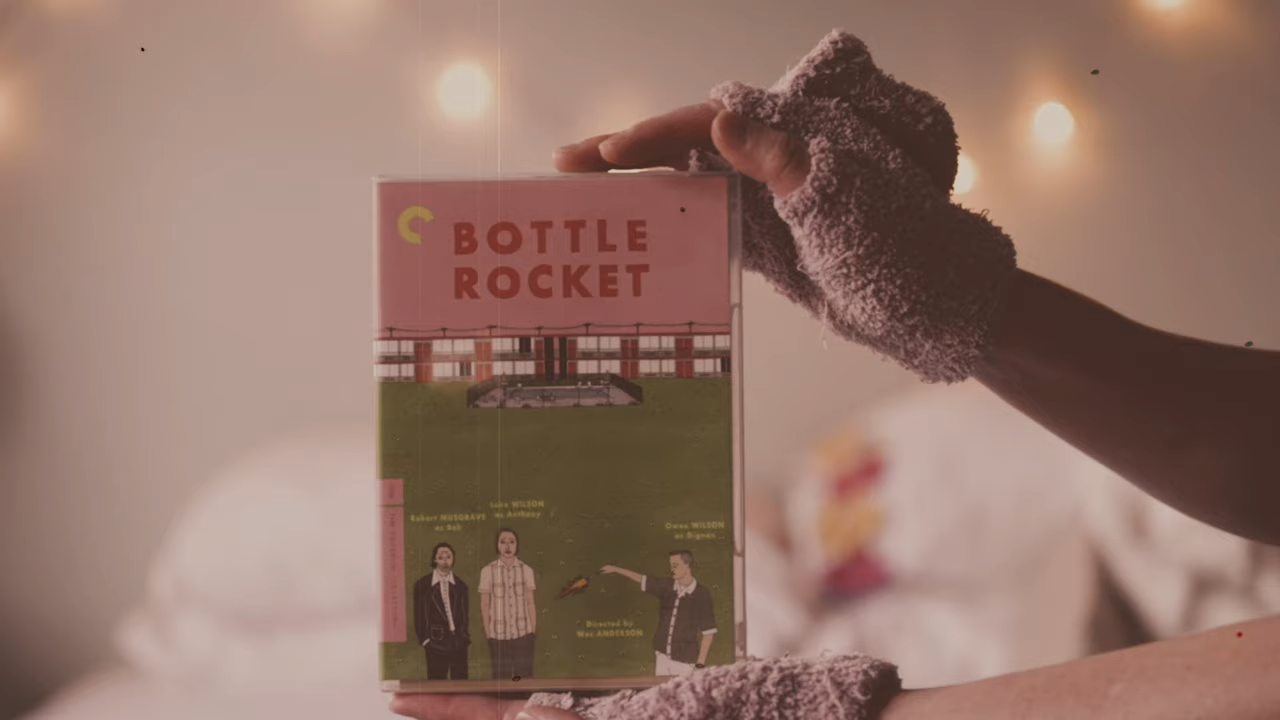 BOTTLE
ROCKET
Robert MUSGRAVE
as Bob
Luke WILSON
as Anthony
Owen WILSON
as Dignan
Directed by
Wes ANDERSON